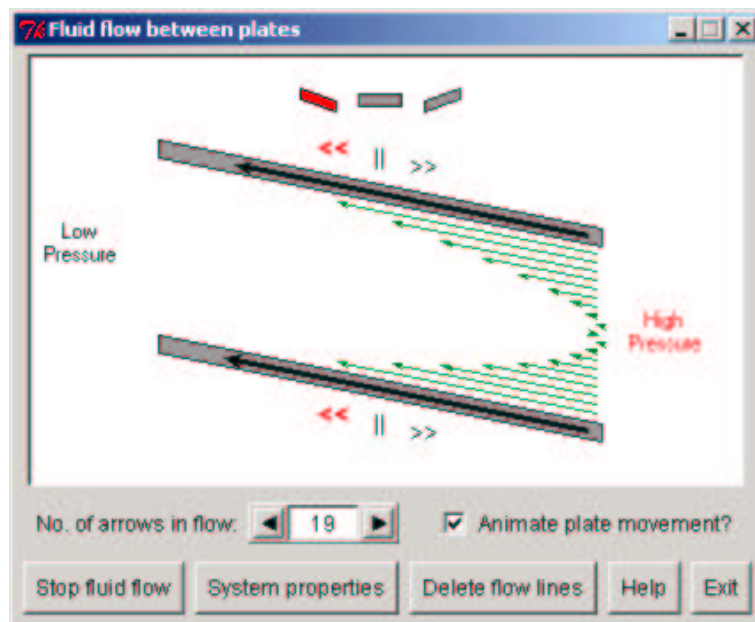 Fluid flow between plates
<< || >>
Low
Pressure
High
Pressure
<< || >>
No. of arrows in flow: 19 Animate plate movement?
Stop fluid flow System properties Delete flow lines Help Exit